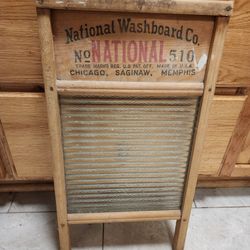 National Washboard Co.
No NATIONAL 510
TRADE MARKS REG. U.S. PAT. OFF. MADE IN U.S.A.
CHICAGO, SAGINAW, MEMPHIS